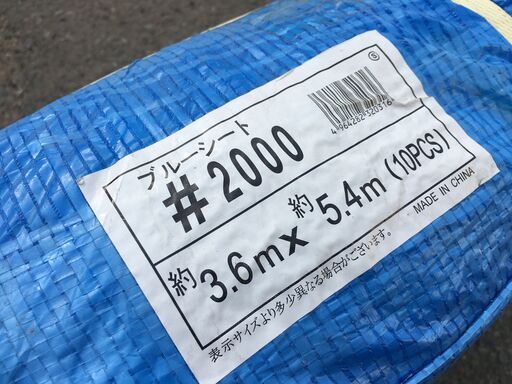 ブルーシート
#2000
約3.6m×約5.4m(10PCS)
表示サイズより多少異なる場合がございます。
MADE IN CHINA
Ⓢ
4964262320316